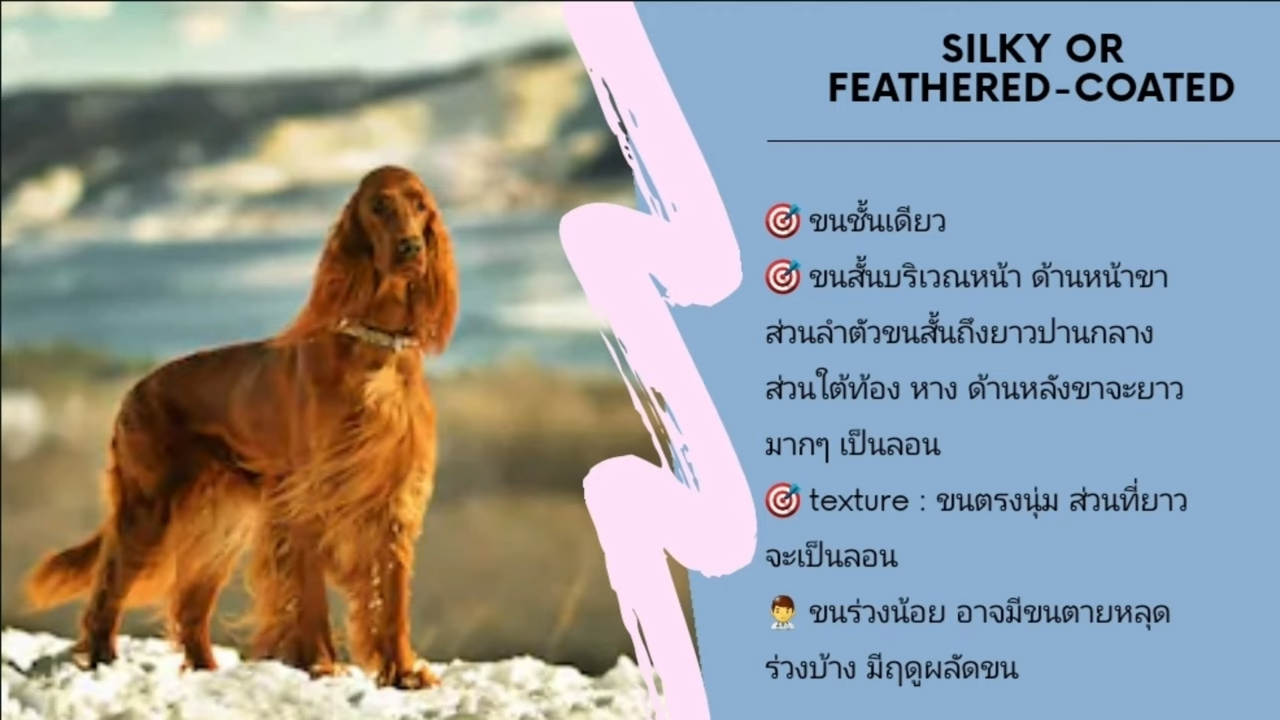 SILKY OR
FEATHERED-COATED
ขนชั้นเดียว
ขนสั้นบริเวณหน้า ด้านหน้าขา
ส่วนลำตัวขนสั้นถึงยาวปานกลาง
ส่วนใต้ท้อง หาง ด้านหลังขาจะยาว
มากๆ เป็นลอน
texture : ขนตรงนุ่ม ส่วนที่ยาว
จะเป็นลอน
ขนร่วงน้อย อาจมีขนตายหลุด
ร่วงบ้าง มีฤดูผลัดขน